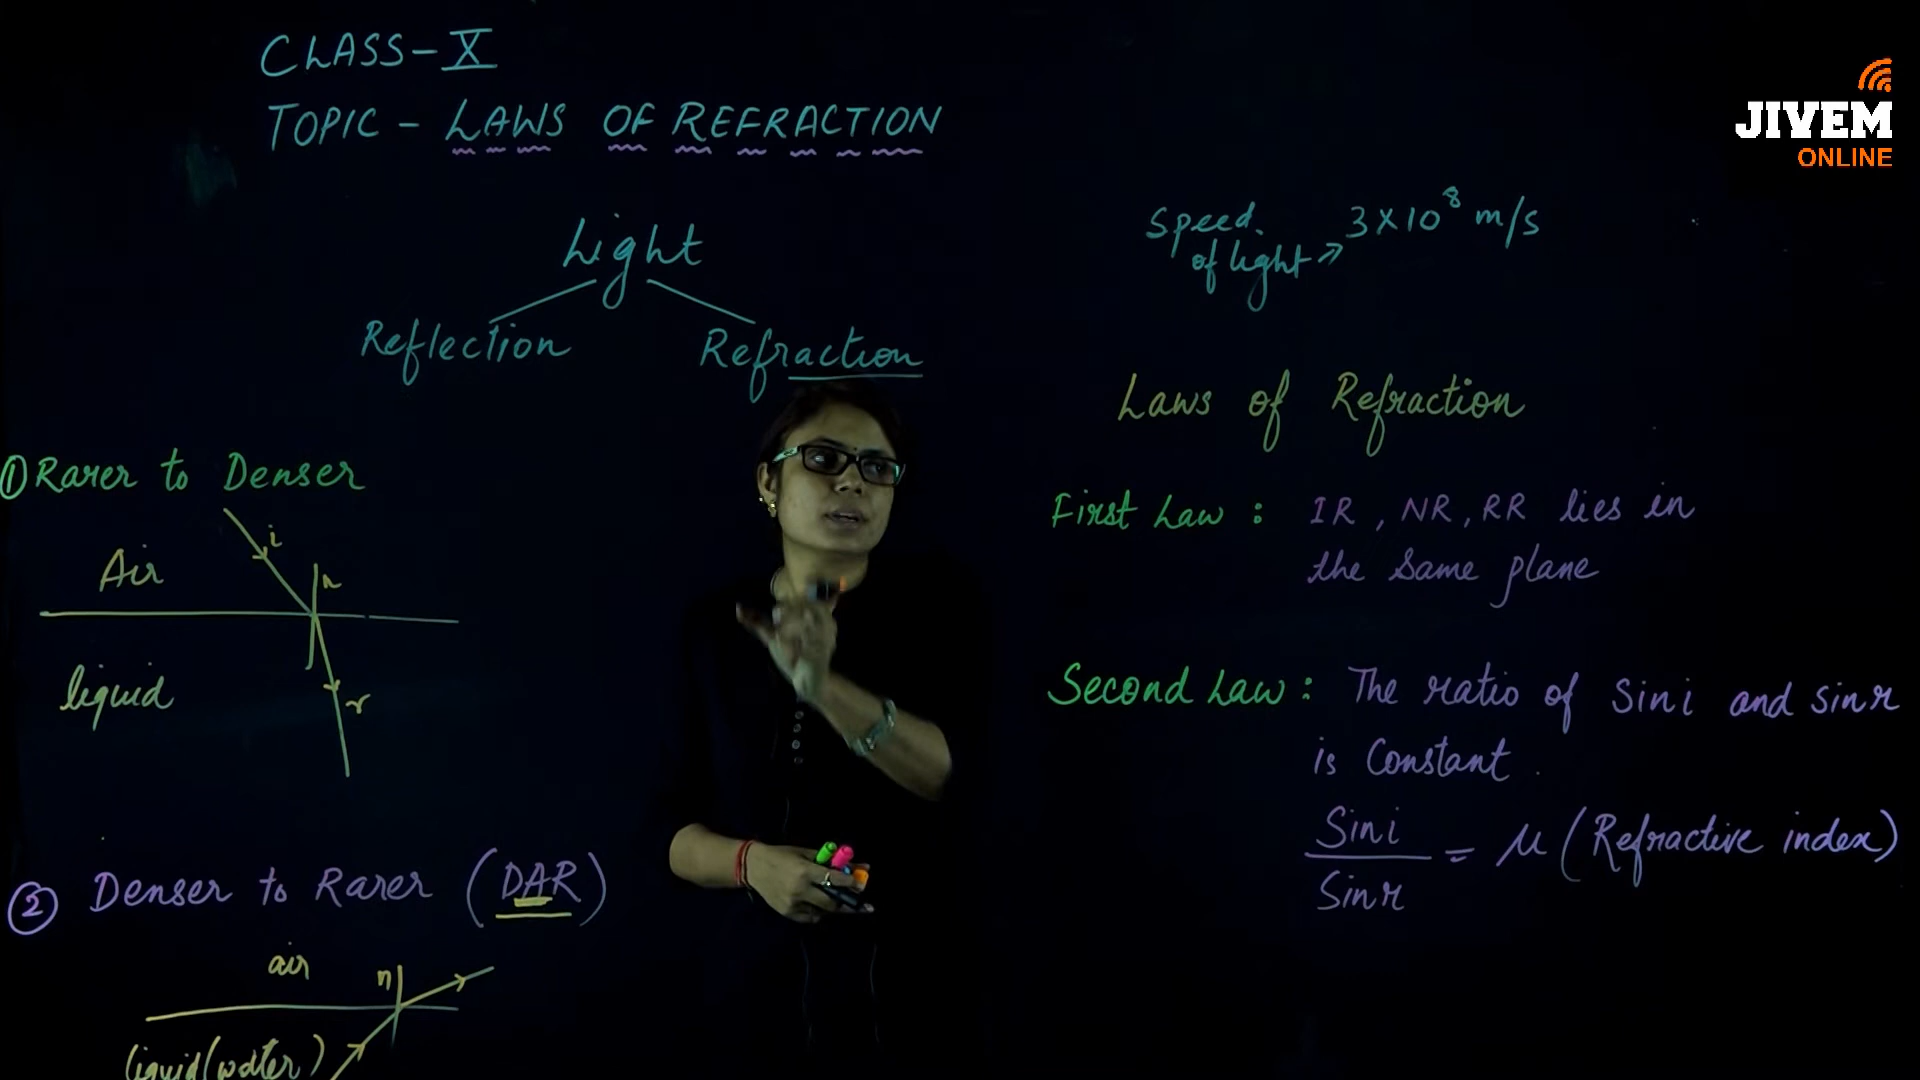 CLASS-X
TOPIC - LAWS OF REFRACTION
JIVEM
ONLINE
Light
Reflection
Refraction
Speed.
of light → 3×10⁸ m/s
① Rarer to Denser
i
Air
n
liquid
r
② Denser to Rarer (DAR)
air
n
liquid(water)
Laws of Refraction
First Law : IR, NR, RR lies in
the Same plane
Second Law : The ratio of Sin i and sin r
is Constant.
Sin i
/ Sin r = μ (Refractive index)